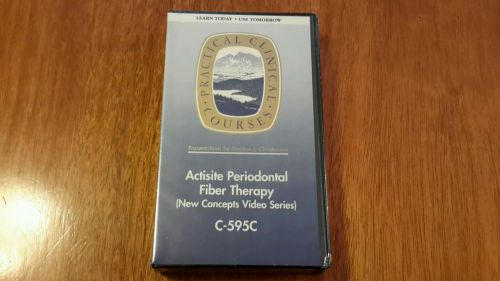 LEARN TODAY • USE TOMORROW
PRACTICAL CLINICAL
COURSES
Presentations by Gordon J. Christensen
Actisite Periodontal
Fiber Therapy
(New Concepts Video Series)
C-595C